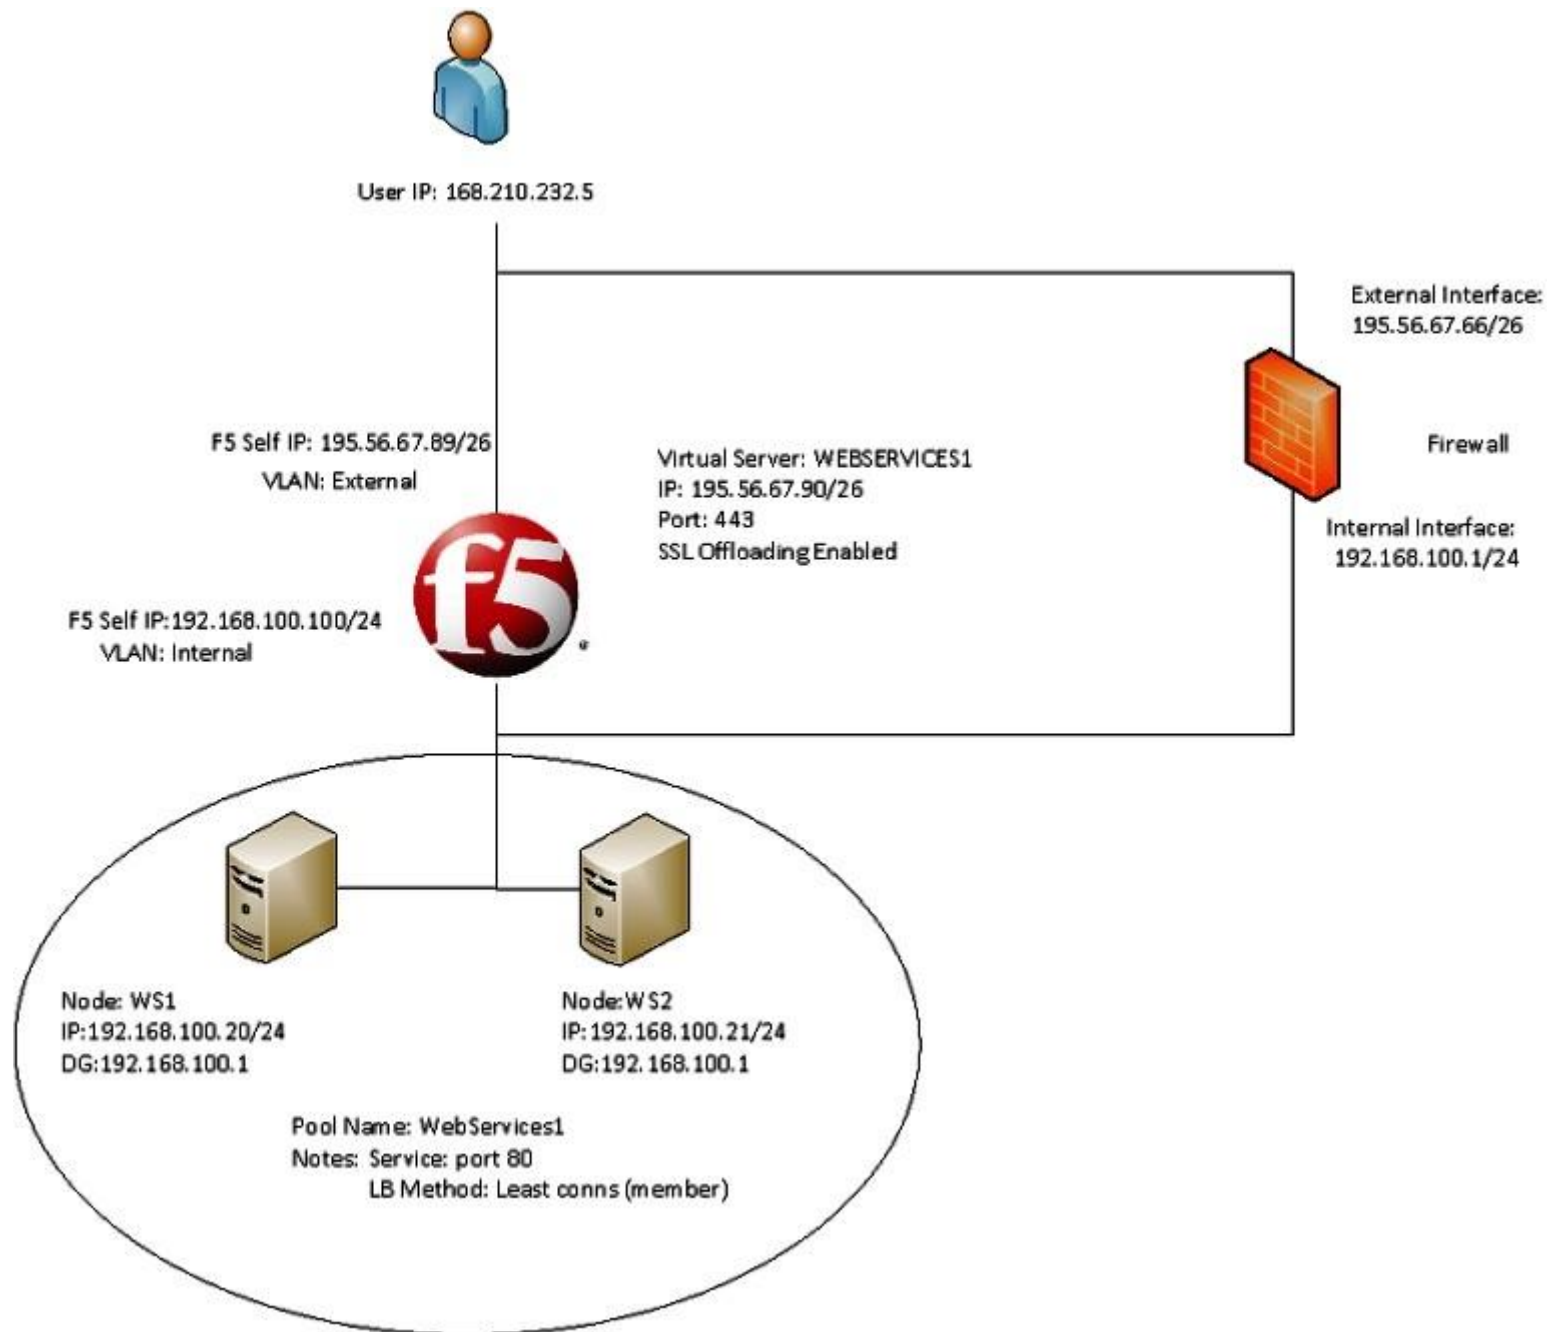 User IP: 168.210.232.5
External Interface:
195.56.67.66/26
F5 Self IP: 195.56.67.89/26
VLAN: External
Virtual Server: WEBSERVICES1
IP: 195.56.67.90/26
Port: 443
SSL Offloading Enabled
Firewall
Internal Interface:
192.168.100.1/24
f5
F5 Self IP:192.168.100.100/24
VLAN: Internal
Node: WS1
IP:192.168.100.20/24
DG:192.168.100.1
Node:WS2
IP:192.168.100.21/24
DG:192.168.100.1
Pool Name: WebServices1
Notes: Service: port 80
LB Method: Least conns (member)